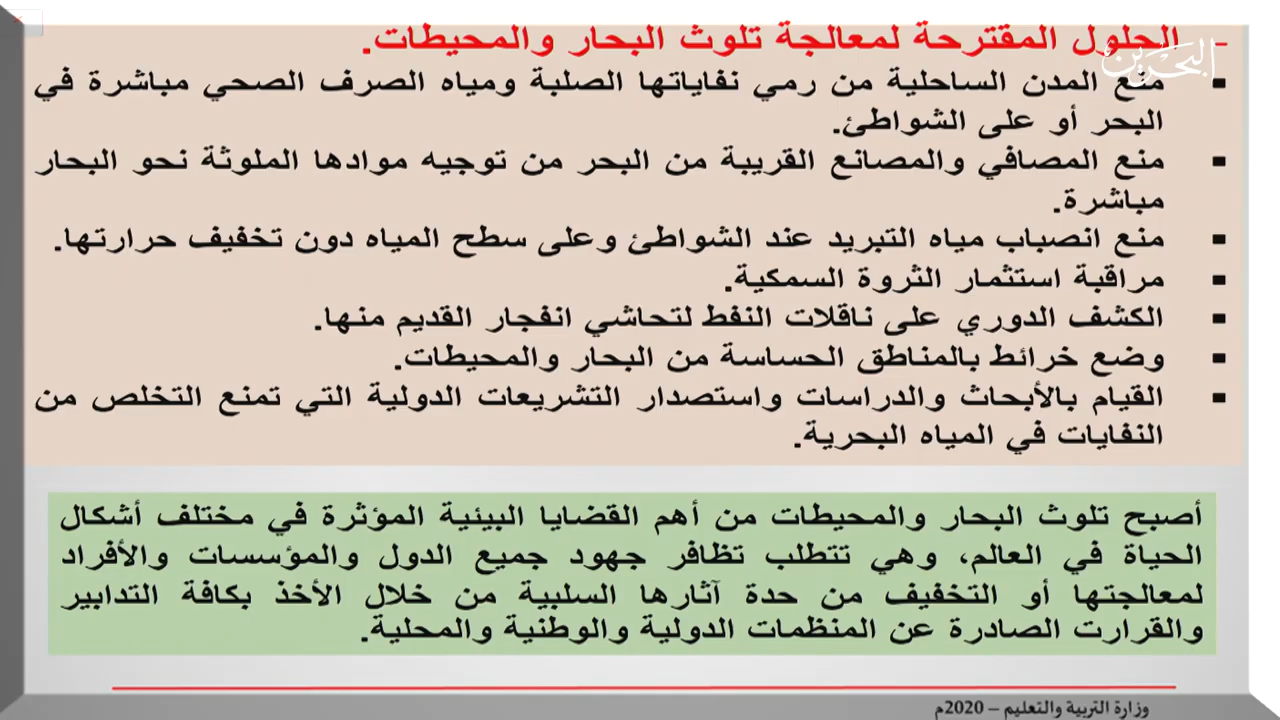 - الحلول المقترحة لمعالجة تلوث البحار والمحيطات.
البحرين
▪ منع المدن الساحلية من رمي نفاياتها الصلبة ومياه الصرف الصحي مباشرة في
البحر أو على الشواطئ.
▪ منع المصافي والمصانع القريبة من البحر من توجيه موادها الملوثة نحو البحار
مباشرة.
▪ منع انصباب مياه التبريد عند الشواطئ وعلى سطح المياه دون تخفيف حرارتها.
▪ مراقبة استثمار الثروة السمكية.
▪ الكشف الدوري على ناقلات النفط لتحاشي انفجار القديم منها.
▪ وضع خرائط بالمناطق الحساسة من البحار والمحيطات.
▪ القيام بالأبحاث والدراسات واستصدار التشريعات الدولية التي تمنع التخلص من
النفايات في المياه البحرية.
أصبح تلوث البحار والمحيطات من أهم القضايا البيئية المؤثرة في مختلف أشكال
الحياة في العالم، وهي تتطلب تظافر جهود جميع الدول والمؤسسات والأفراد
لمعالجتها أو التخفيف من حدة آثارها السلبية من خلال الأخذ بكافة التدابير
والقرارت الصادرة عن المنظمات الدولية والوطنية والمحلية.
وزارة التربية والتعليم – 2020م